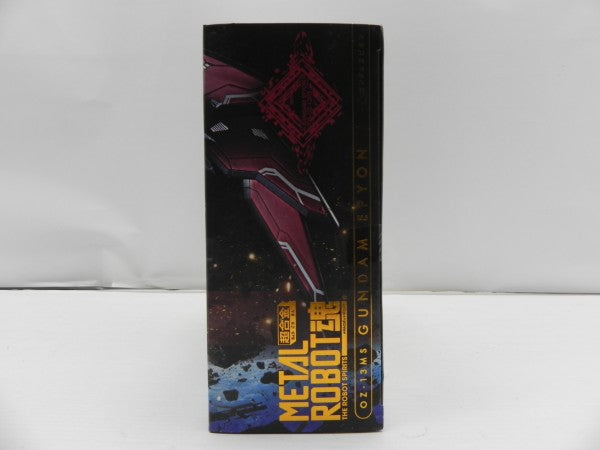 超合金
METAL
ROBOT魂
THE ROBOT SPIRITS
OZ-13MS GUNDAM EPYON